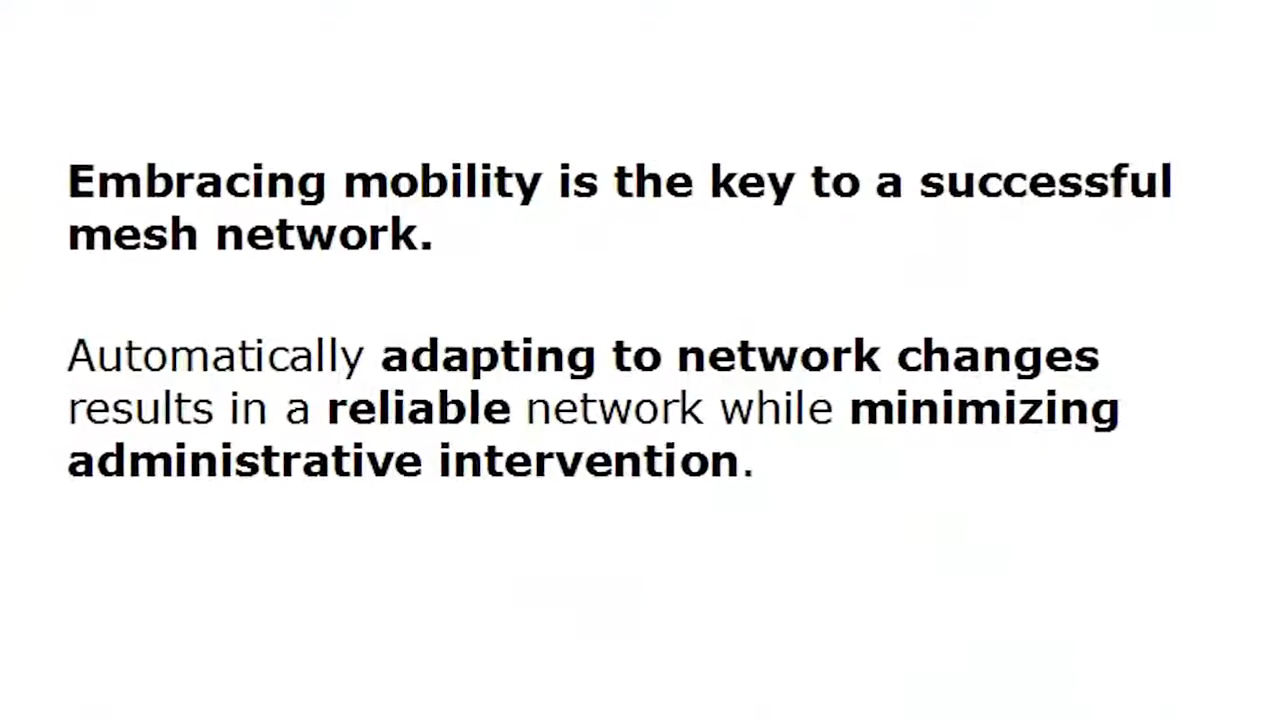 Embracing mobility is the key to a successful
mesh network.
Automatically adapting to network changes
results in a reliable network while minimizing
administrative intervention.